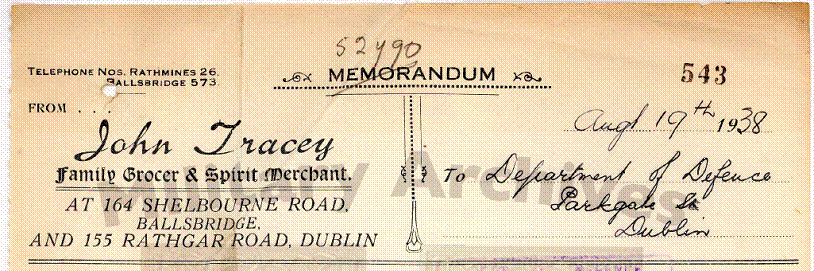 52490
TELEPHONE NOS. RATHMINES 26.
BALLSBRIDGE 573.
MEMORANDUM
543
FROM . . .
Augt 19th 1938
John Tracey
Family Grocer & Spirit Merchant.
AT 164 SHELBOURNE ROAD,
BALLSBRIDGE,
AND 155 RATHGAR ROAD, DUBLIN
To Department of Defence
Parkgate St
Dublin
Military Archives